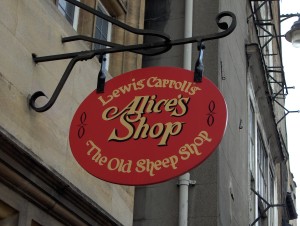 Lewis Carroll's
Alice's
Shop
The Old Sheep Shop